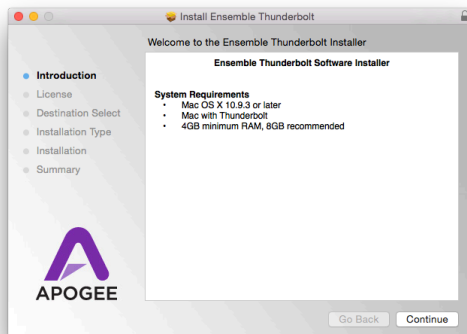 Install Ensemble Thunderbolt
Welcome to the Ensemble Thunderbolt Installer
Introduction
License
Destination Select
Installation Type
Installation
Summary
Ensemble Thunderbolt Software Installer
System Requirements
• Mac OS X 10.9.3 or later
• Mac with Thunderbolt
• 4GB minimum RAM, 8GB recommended
APOGEE
Go Back
Continue